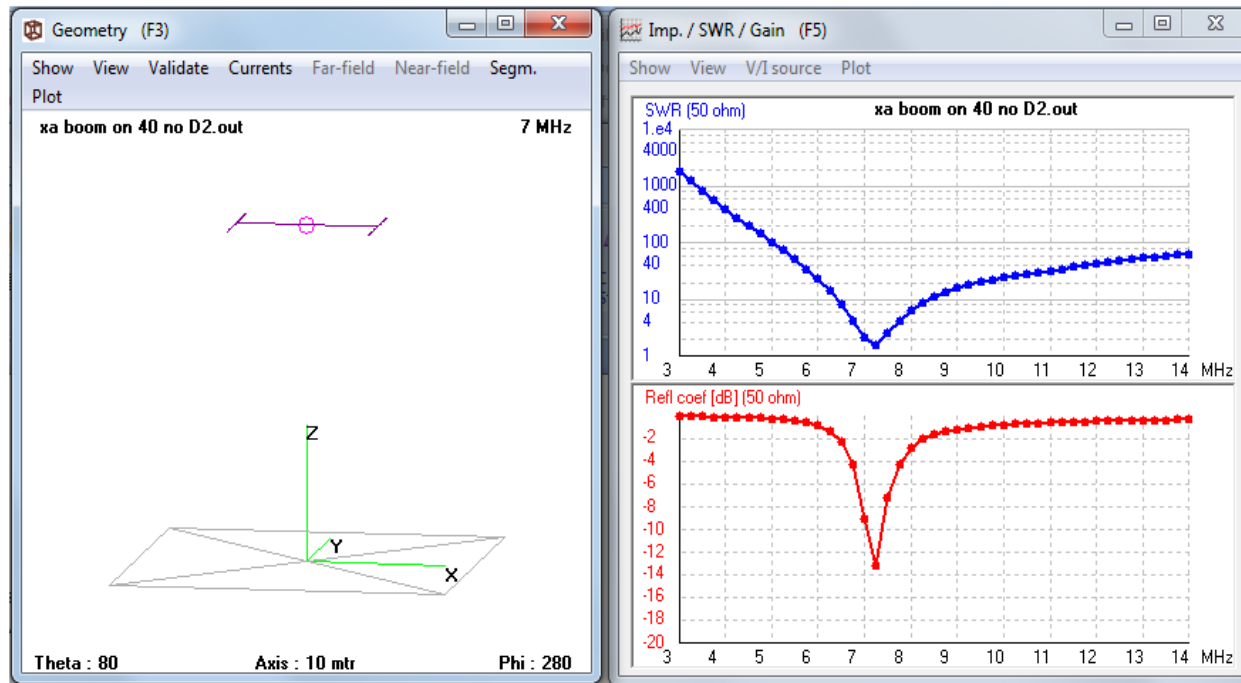 Geometry (F3)
Show View Validate Currents Far-field Near-field Segm.
Plot
xa boom on 40 no D2.out 7 MHz
Z
Y
X
Theta : 80 Axis : 10 mtr Phi : 280
Imp. / SWR / Gain (F5)
Show View V/I source Plot
SWR (50 ohm) xa boom on 40 no D2.out
1.e4
4000
1000
400
100
40
10
4
1
3 4 5 6 7 8 9 10 11 12 13 14 MHz
Refl coef [dB] (50 ohm)
-2
-4
-6
-8
-10
-12
-14
-16
-18
-20
3 4 5 6 7 8 9 10 11 12 13 14 MHz